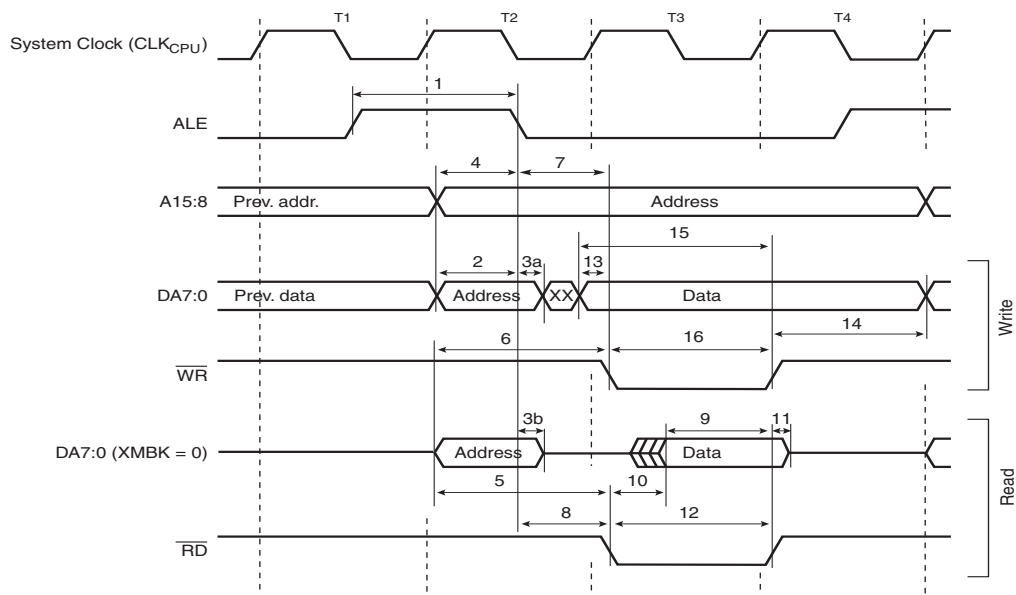 T1 T2 T3 T4
System Clock (CLKCPU)
1
ALE
4 7
A15:8 Prev. addr. Address
15
2 3a 13
DA7:0 Prev. data Address XX Data
14
6 16
WR
Write
3b 9 11
DA7:0 (XMBK = 0) Address Data
5 10
8 12
RD
Read